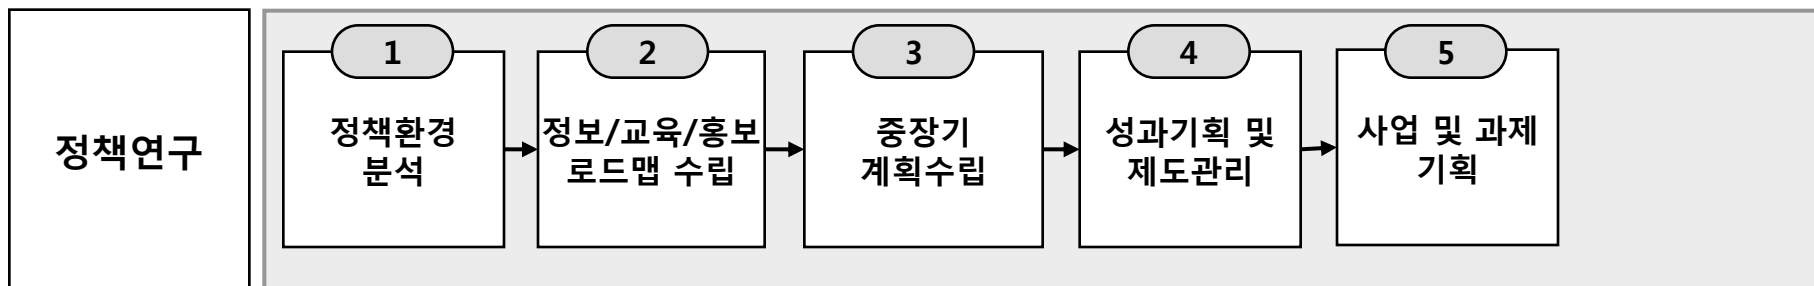 정책연구
1
정책환경
분석
2
정보/교육/홍보
로드맵 수립
3
중장기
계획수립
4
성과기획 및
제도관리
5
사업 및 과제
기획